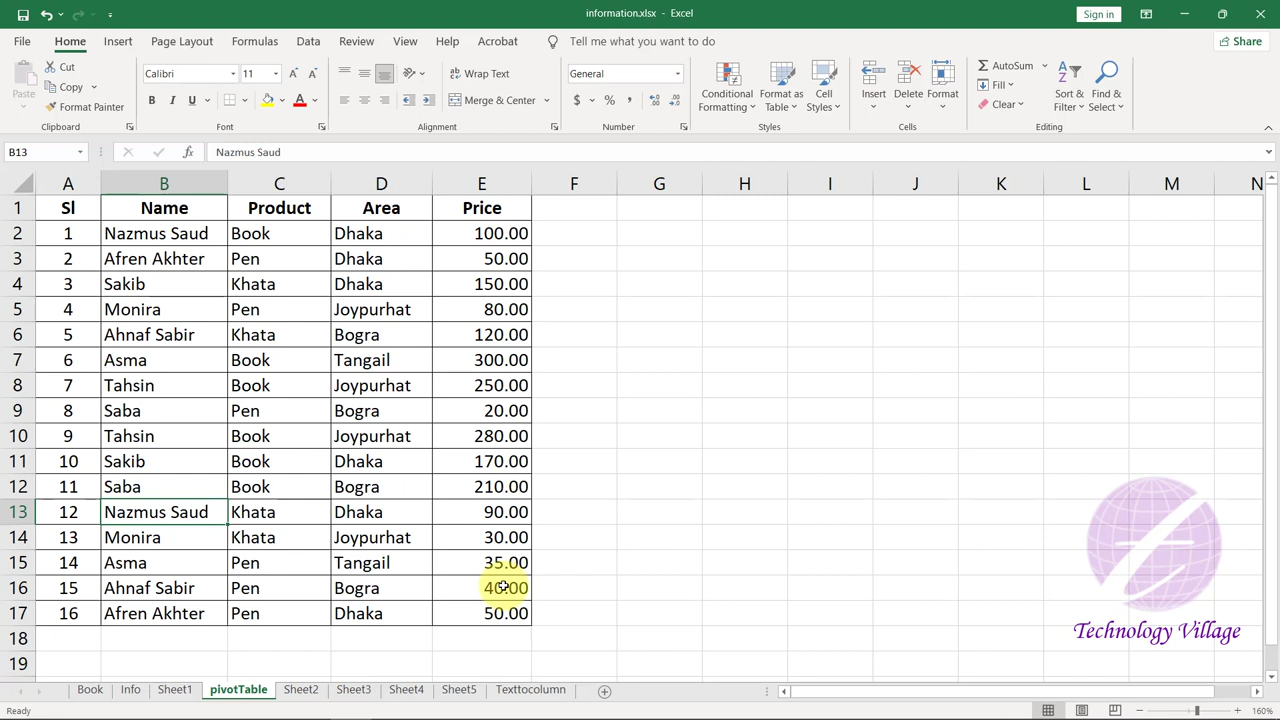 information.xlsx - Excel
Sign in
File Home Insert Page Layout Formulas Data Review View Help Acrobat Tell me what you want to do Share
Paste
Cut
Copy
Format Painter
Clipboard
Calibri 11
B I U
Font
Wrap Text
Merge & Center
Alignment
General
$ % ,
Number
Conditional Formatting
Format as Table
Cell Styles
Styles
Insert Delete Format
Cells
AutoSum
Fill
Clear
Sort & Filter
Find & Select
Editing
B13 fx Nazmus Saud
A B C D E F G H I J K L M N
1 Sl Name Product Area Price
2 1 Nazmus Saud Book Dhaka 100.00
3 2 Afren Akhter Pen Dhaka 50.00
4 3 Sakib Khata Dhaka 150.00
5 4 Monira Pen Joypurhat 80.00
6 5 Ahnaf Sabir Khata Bogra 120.00
7 6 Asma Book Tangail 300.00
8 7 Tahsin Book Joypurhat 250.00
9 8 Saba Pen Bogra 20.00
10 9 Tahsin Book Joypurhat 280.00
11 10 Sakib Book Dhaka 170.00
12 11 Saba Book Bogra 210.00
13 12 Nazmus Saud Khata Dhaka 90.00
14 13 Monira Khata Joypurhat 30.00
15 14 Asma Pen Tangail 35.00
16 15 Ahnaf Sabir Pen Bogra 40.00
17 16 Afren Akhter Pen Dhaka 50.00
18
19
Technology Village
Book Info Sheet1 pivotTable Sheet2 Sheet3 Sheet4 Sheet5 Texttocolumn
Ready 160%